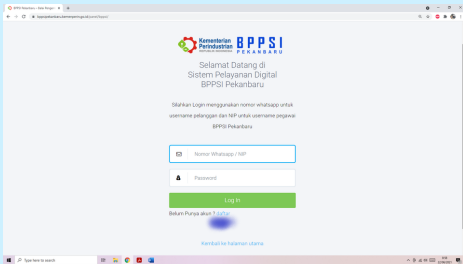 BPPSI Pekanbaru
Kementerian
Perindustrian
BPPSI
PEKANBARU
Selamat Datang di
Sistem Pelayanan Digital
BPPSI Pekanbaru
Silahkan Login menggunakan nomor whatsapp untuk
username pelanggan dan NIP untuk username pegawai
BPPSI Pekanbaru
Nomor Whatsapp / NIP
Password
Log In
Belum Punya akun ? daftar
Kembali ke halaman utama
Type here to search